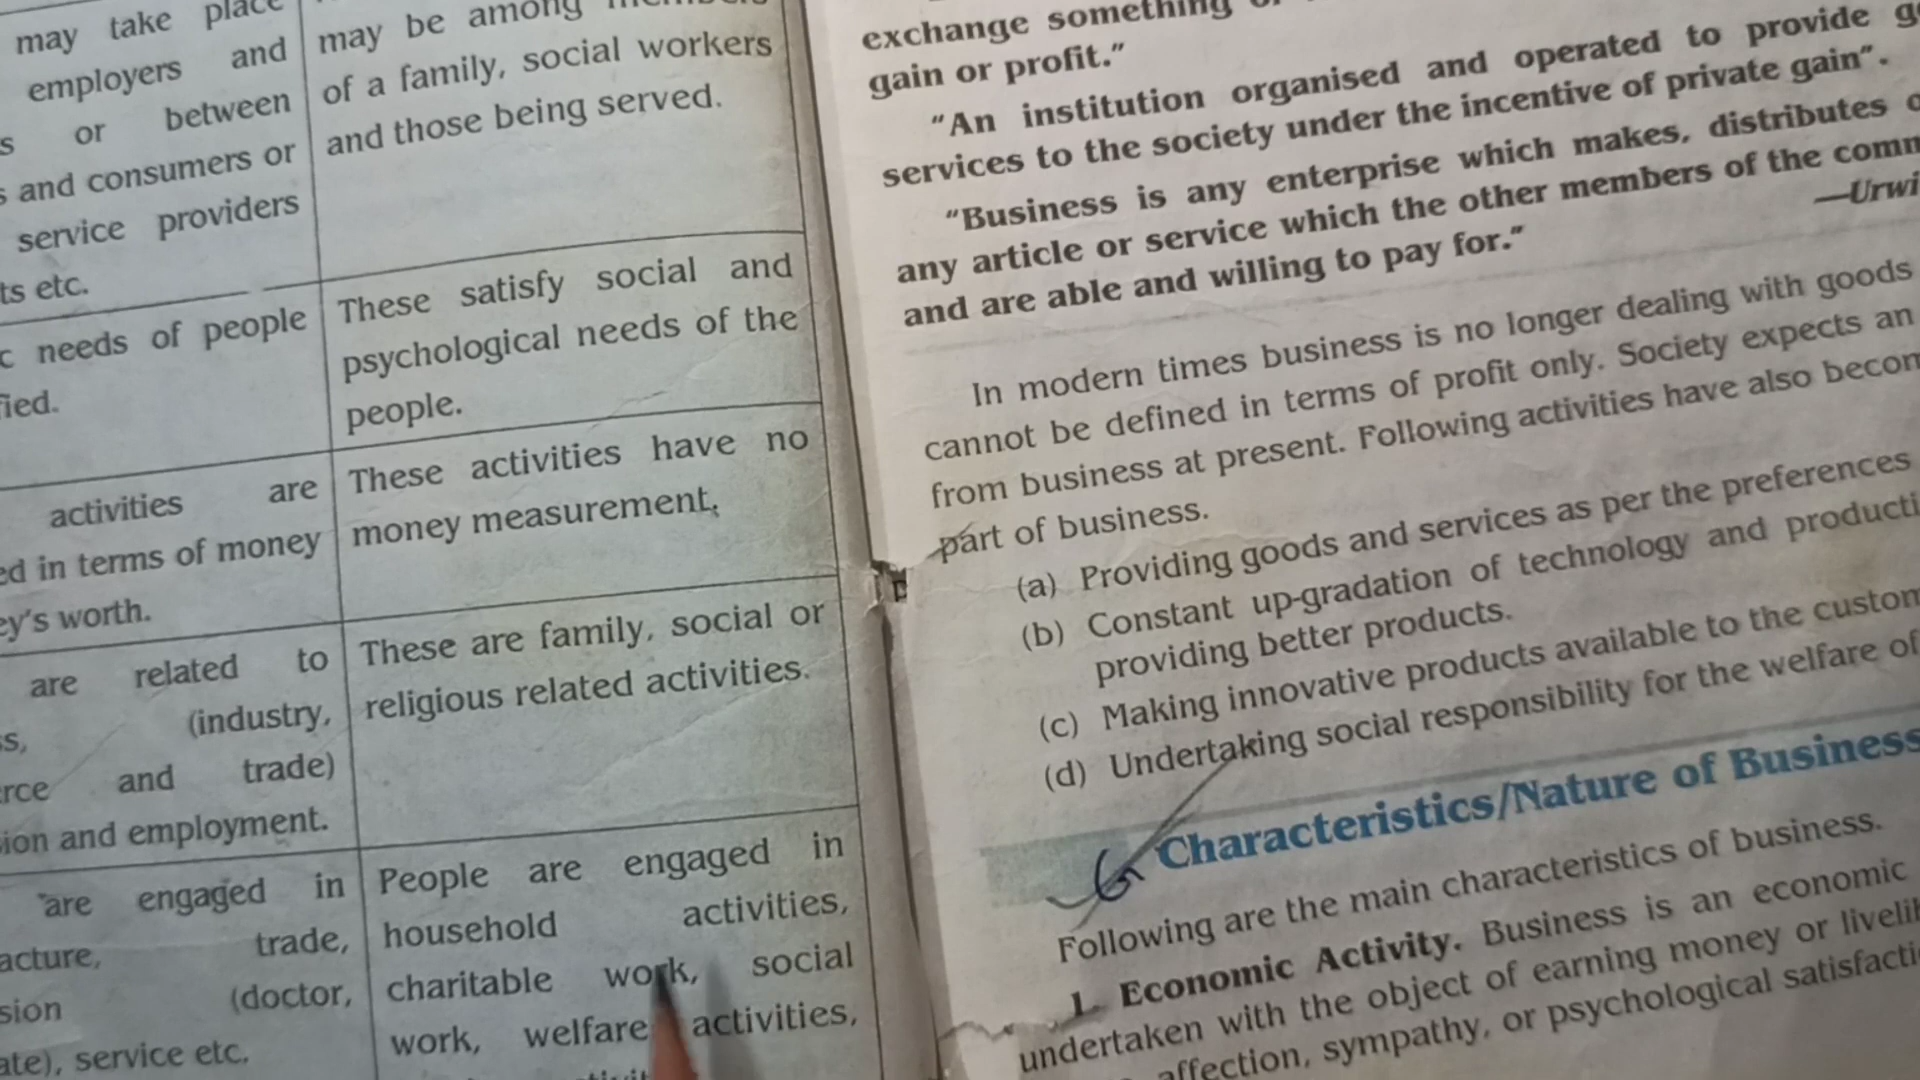 may take place
employers and
s or between
s and consumers or
service providers
ts etc.
c needs of people
fied.
activities are
ed in terms of money
ey's worth.
are related to
ss, (industry,
erce and trade)
sion and employment.
are engaged in
acture, trade,
sion (doctor,
ate), service etc.
may be among members
of a family, social workers
and those being served.
These satisfy social and
psychological needs of the
people.
These activities have no
money measurement.
These are family, social or
religious related activities.
People are engaged in
household activities,
charitable work, social
work, welfare activities,
exchange something
gain or profit."
"An institution organised and operated to provide g
services to the society under the incentive of private gain".
"Business is any enterprise which makes, distributes o
any article or service which the other members of the comm
and are able and willing to pay for."
—Urwi
In modern times business is no longer dealing with goods
cannot be defined in terms of profit only. Society expects an
from business at present. Following activities have also becom
part of business.
(a) Providing goods and services as per the preferences
(b) Constant up-gradation of technology and producti
providing better products.
(c) Making innovative products available to the custom
(d) Undertaking social responsibility for the welfare of
Characteristics/Nature of Business
Following are the main characteristics of business.
1. Economic Activity. Business is an economic
undertaken with the object of earning money or livelih
affection, sympathy, or psychological satisfacti